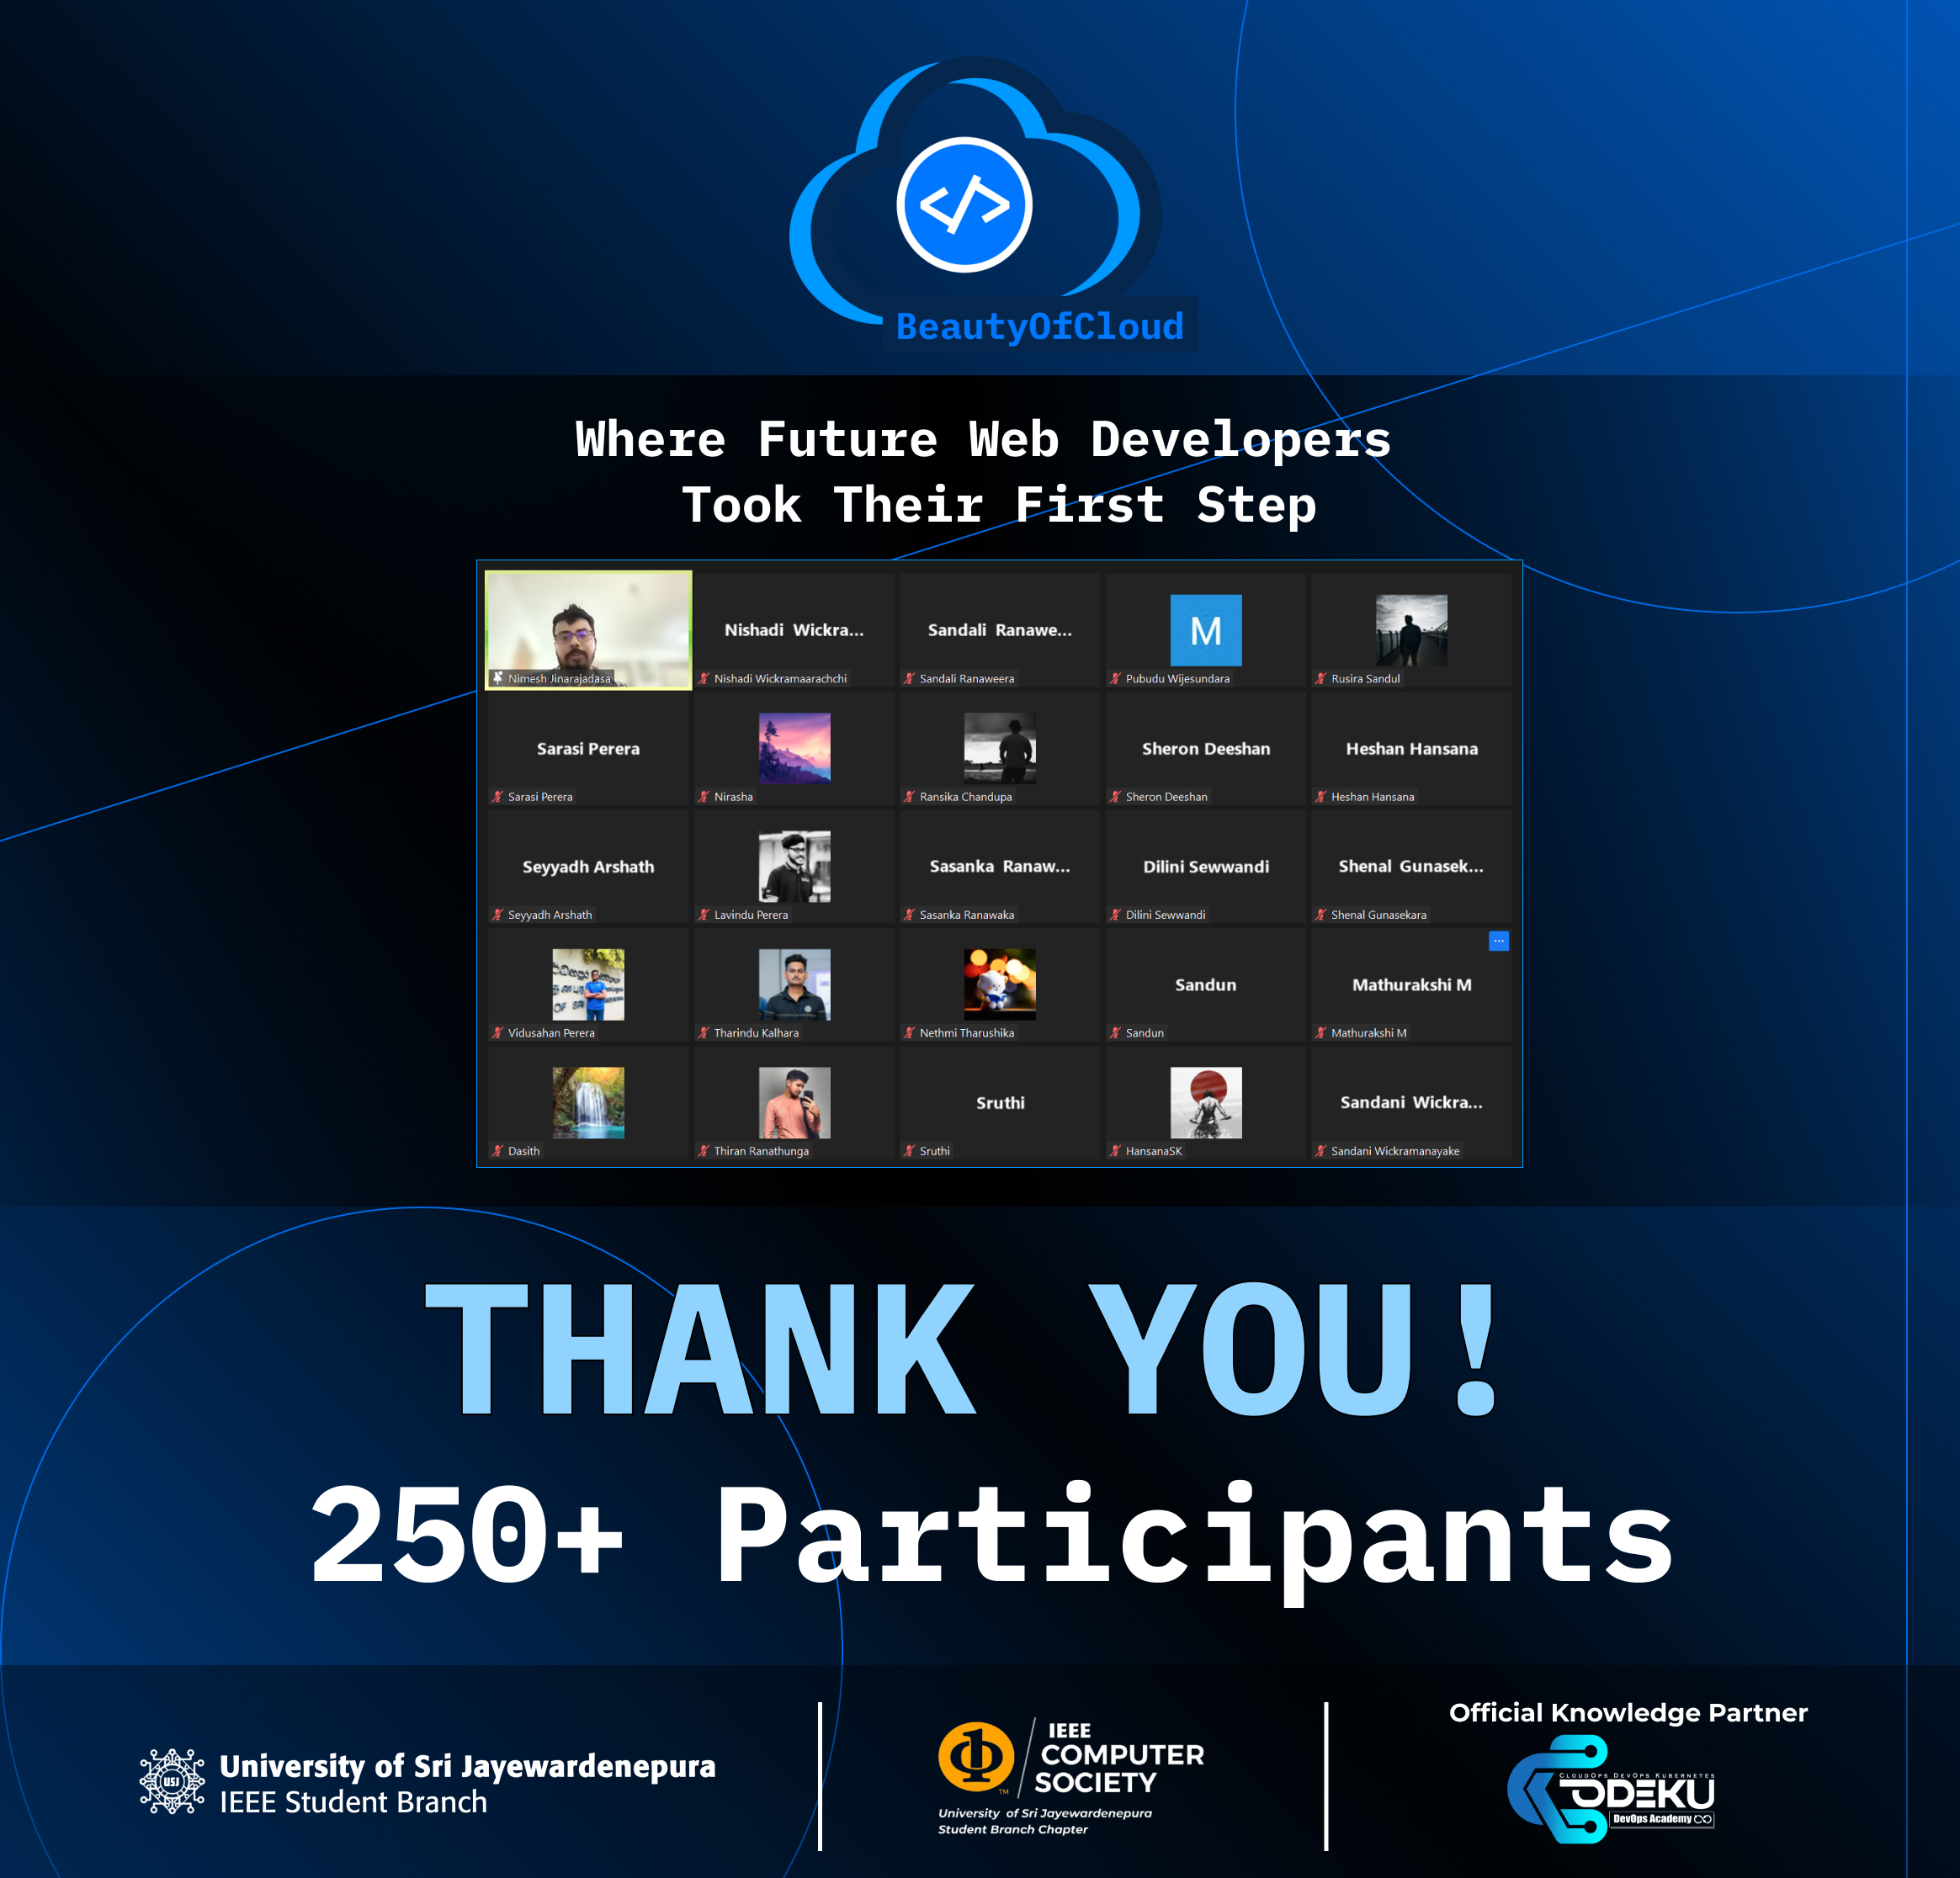 </>
BeautyOfCloud
Where Future Web Developers
Took Their First Step
Nimesh Jinarajadasa
Nishadi Wickra...
Nishadi Wickramaarachchi
Sandali Ranawe...
Sandali Ranaweera
M
Pubudu Wijesundara
Rusira Sandul
Sarasi Perera
Sarasi Perera
Nirasha
Ransika Chandupa
Sheron Deeshan
Sheron Deeshan
Heshan Hansana
Heshan Hansana
Seyyadh Arshath
Seyyadh Arshath
Lavindu Perera
Sasanka Ranaw...
Sasanka Ranawaka
Dilini Sewwandi
Dilini Sewwandi
Shenal Gunasek...
Shenal Gunasekara
Vidusahan Perera
Tharindu Kalhara
Nethmi Tharushika
Sandun
Sandun
Mathurakshi M
Mathurakshi M
Dasith
Thiran Ranathunga
Sruthi
Sruthi
HansanaSK
Sandani Wickra...
Sandani Wickramanayake
THANK YOU!
250+ Participants
USJ
University of Sri Jayewardenepura
IEEE Student Branch
IEEE
COMPUTER
SOCIETY
TM
University of Sri Jayewardenepura
Student Branch Chapter
Official Knowledge Partner
CloudOps DevOps Kubernetes
CODEKU
DevOps Academy